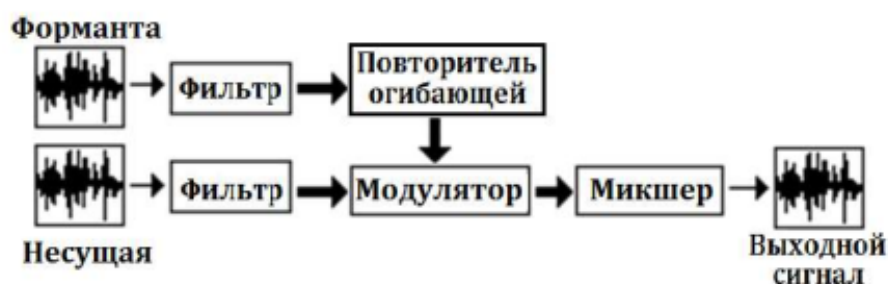 Форманта
Фильтр
Повторитель
огибающей
Фильтр
Модулятор
Микшер
Несущая
Выходной
сигнал